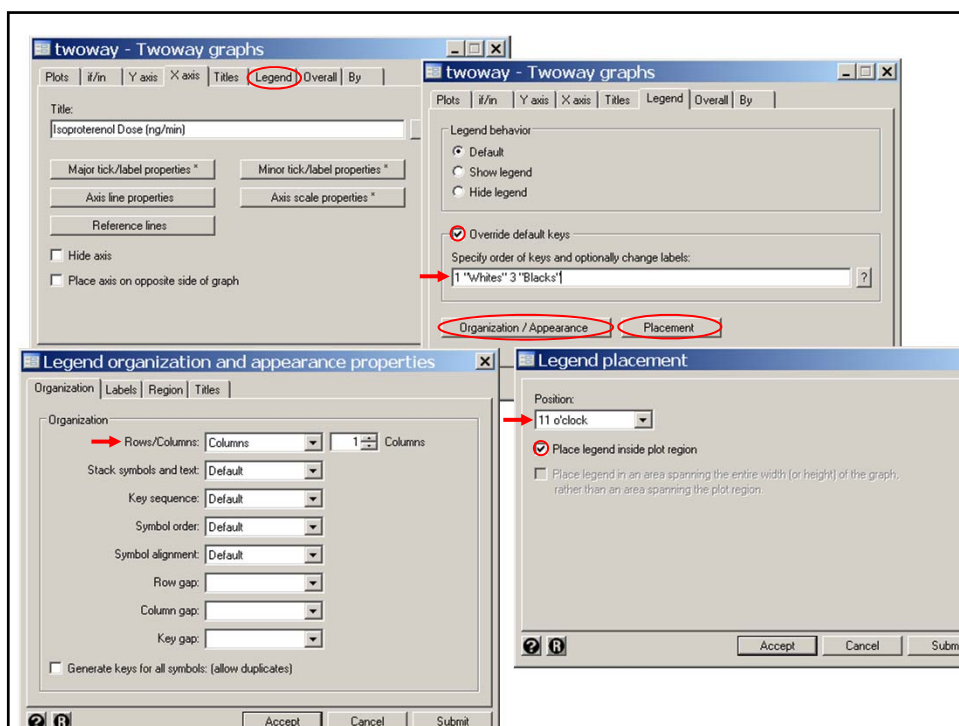 twoway - Twoway graphs
Plots if/in Y axis X axis Titles Legend Overall By
Title:
Isoproterenol Dose (ng/min)
Major tick/label properties * Minor tick/label properties *
Axis line properties Axis scale properties *
Reference lines
Hide axis
Place axis on opposite side of graph
twoway - Twoway graphs
Plots if/in Y axis X axis Titles Legend Overall By
Legend behavior
Default
Show legend
Hide legend
Override default keys
Specify order of keys and optionally change labels:
1 "Whites" 3 "Blacks"
?
Organization / Appearance Placement
Legend organization and appearance properties
Organization Labels Region Titles
Organization
Rows/Columns: Columns 1 Columns
Stack symbols and text: Default
Key sequence: Default
Symbol order: Default
Symbol alignment: Default
Row gap:
Column gap:
Key gap:
Generate keys for all symbols: (allow duplicates)
? R Accept Cancel Submit
Legend placement
Position:
11 o'clock
Place legend inside plot region
Place legend in an area spanning the entire width (or height) of the graph,
rather than an area spanning the plot region.
? R Accept Cancel Subm